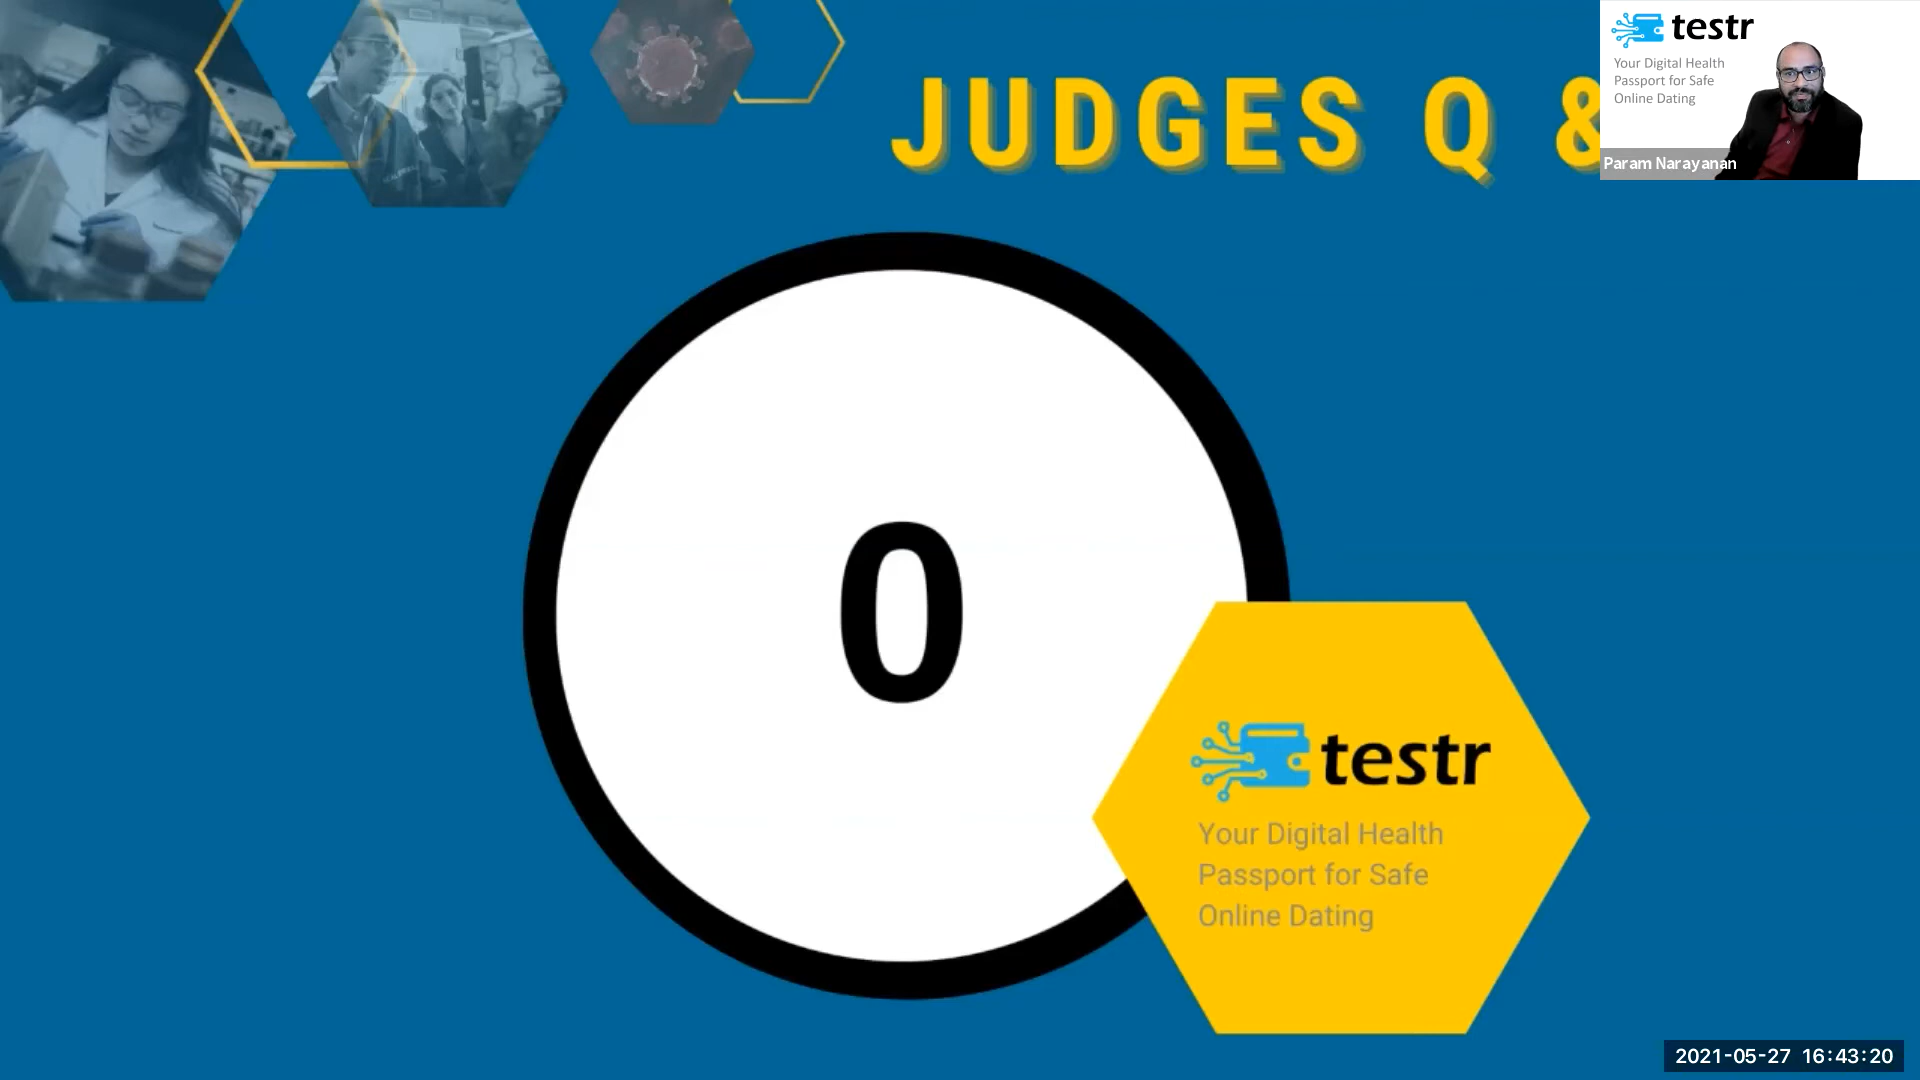 JUDGES Q &
testr
Your Digital Health
Passport for Safe
Online Dating
Param Narayanan
0
testr
Your Digital Health
Passport for Safe
Online Dating
2021-05-27 16:43:20